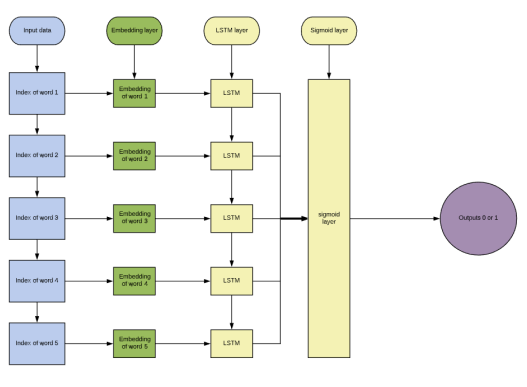 Input data
Embedding layer
LSTM layer
Sigmoid layer
Index of word 1
Embedding
of word 1
LSTM
Index of word 2
Embedding
of word 2
LSTM
Index of word 3
Embedding
of word 3
LSTM
sigmoid
layer
Outputs 0 or 1
Index of word 4
Embedding
of word 4
LSTM
Index of word 5
Embedding
of word 5
LSTM